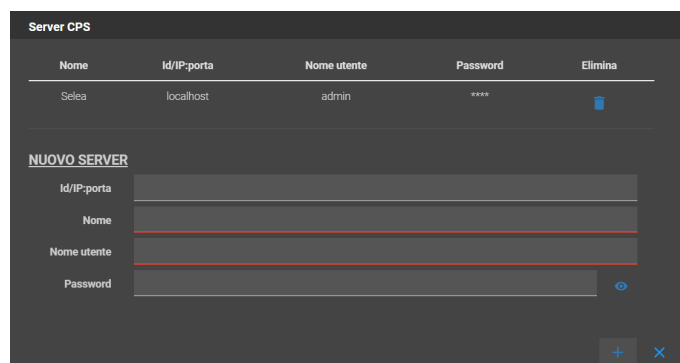 Server CPS
Nome Id/IP:porta Nome utente Password Elimina
Selea localhost admin ****
NUOVO SERVER
Id/IP:porta
Nome
Nome utente
Password